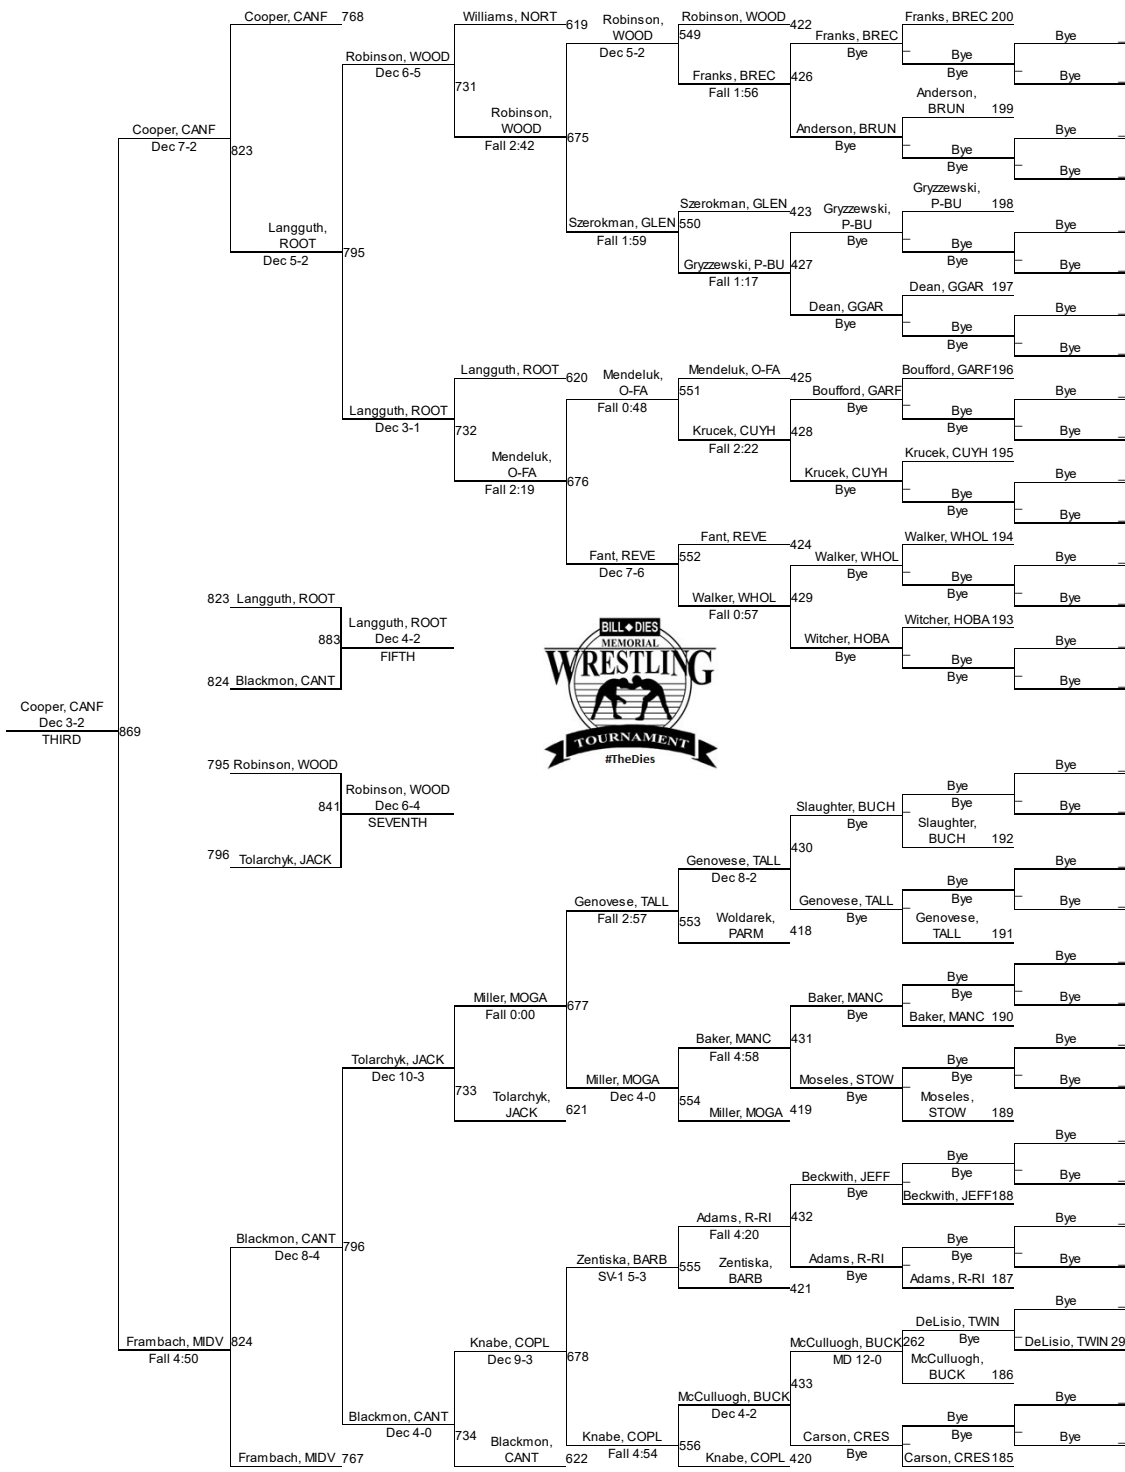 Cooper, CANF 768
Williams, NORT 619
Robinson,
WOOD
Dec 5-2
Robinson, WOOD 422
549
Franks, BREC
Bye
Franks, BREC 200
Bye
Bye
Bye
Bye
Robinson, WOOD
Dec 6-5
731
Franks, BREC 426
Fall 1:56
Anderson,
BRUN 199
Robinson,
WOOD
Fall 2:42
675
Anderson, BRUN
Bye
Bye
Bye
Bye
Bye
Cooper, CANF
Dec 7-2
823
Szerokman, GLEN 423
Gryzzewski,
P-BU
Bye
Gryzzewski,
P-BU 198
Bye
Bye
Bye
Bye
Langguth,
ROOT
Dec 5-2
795
Szerokman, GLEN 550
Fall 1:59
Gryzzewski, P-BU 427
Fall 1:17
Dean, GGAR 197
Dean, GGAR
Bye
Bye
Bye
Bye
Bye
Langguth, ROOT 620
Mendeluk,
O-FA
Fall 0:48
Mendeluk, O-FA 425
551
Boufford, GARF
Bye
Boufford, GARF196
Bye
Bye
Bye
Bye
Langguth, ROOT
Dec 3-1
732
Krucek, CUYH 428
Fall 2:22
Krucek, CUYH 195
Mendeluk,
O-FA
Fall 2:19
676
Krucek, CUYH
Bye
Bye
Bye
Bye
Bye
Fant, REVE 424
Walker, WHOL
Bye
Walker, WHOL 194
Bye
Bye
Bye
Bye
Fant, REVE 552
Dec 7-6
Walker, WHOL 429
Fall 0:57
Witcher, HOBA 193
Witcher, HOBA
Bye
Bye
Bye
Bye
Bye
823 Langguth, ROOT
883
Langguth, ROOT
Dec 4-2
FIFTH
824 Blackmon, CANT
BILL DIES
MEMORIAL
WRESTLING
TOURNAMENT
#TheDies
Cooper, CANF
Dec 3-2
THIRD
869
795 Robinson, WOOD
841
Robinson, WOOD
Dec 6-4
SEVENTH
796 Tolarchyk, JACK
Slaughter, BUCH
Bye
Bye
Bye
Bye
Bye
Slaughter,
BUCH 192
430
Genovese, TALL
Dec 8-2
Genovese, TALL
Fall 2:57
553
Woldarek,
PARM 418
Genovese, TALL
Bye
Bye
Bye
Bye
Bye
Genovese,
TALL 191
Miller, MOGA
Fall 0:00
677
Baker, MANC
Bye
Bye
Bye
Bye
Bye
Baker, MANC 190
Baker, MANC
Fall 4:58
431
Tolarchyk, JACK
Dec 10-3
733
Tolarchyk,
JACK 621
Miller, MOGA
Dec 4-0
554
Miller, MOGA 419
Moseles, STOW
Bye
Bye
Bye
Bye
Bye
Moseles,
STOW 189
Beckwith, JEFF
Bye
Bye
Bye
Bye
Bye
Beckwith, JEFF188
Blackmon, CANT
Dec 8-4
796
Adams, R-RI
Fall 4:20
432
Zentiska, BARB
SV-1 5-3
555
Zentiska,
BARB 421
Adams, R-RI
Bye
Bye
Bye
Bye
Bye
Adams, R-RI 187
Frambach, MIDV
Fall 4:50
824
Knabe, COPL
Dec 9-3
678
McCulluogh, BUCK
MD 12-0
262
DeLisio, TWIN
Bye
Bye
DeLisio, TWIN 29
McCulluogh,
BUCK 186
433
McCulluogh, BUCK
Dec 4-2
Blackmon, CANT
Dec 4-0
734
Blackmon,
CANT 622
Knabe, COPL
Fall 4:54
556
Knabe, COPL 420
Carson, CRES
Bye
Bye
Bye
Bye
Bye
Carson, CRES185
Frambach, MIDV 767